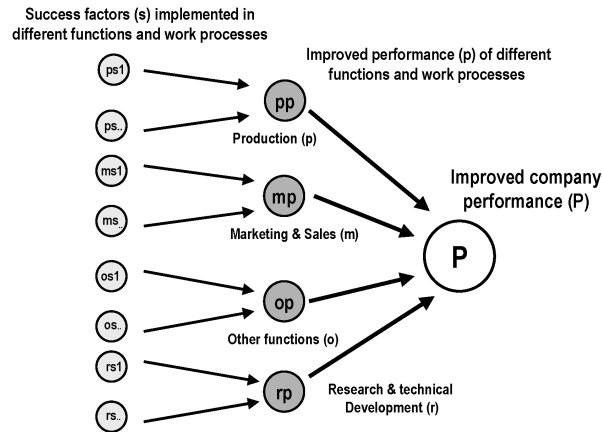 Success factors (s) implemented in
different functions and work processes
Improved performance (p) of different
functions and work processes
ps1
pp
ps..
Production (p)
ms1
mp
ms..
Marketing & Sales (m)
Improved company
performance (P)
P
os1
op
os..
Other functions (o)
rs1
rp
rs..
Research & technical
Development (r)